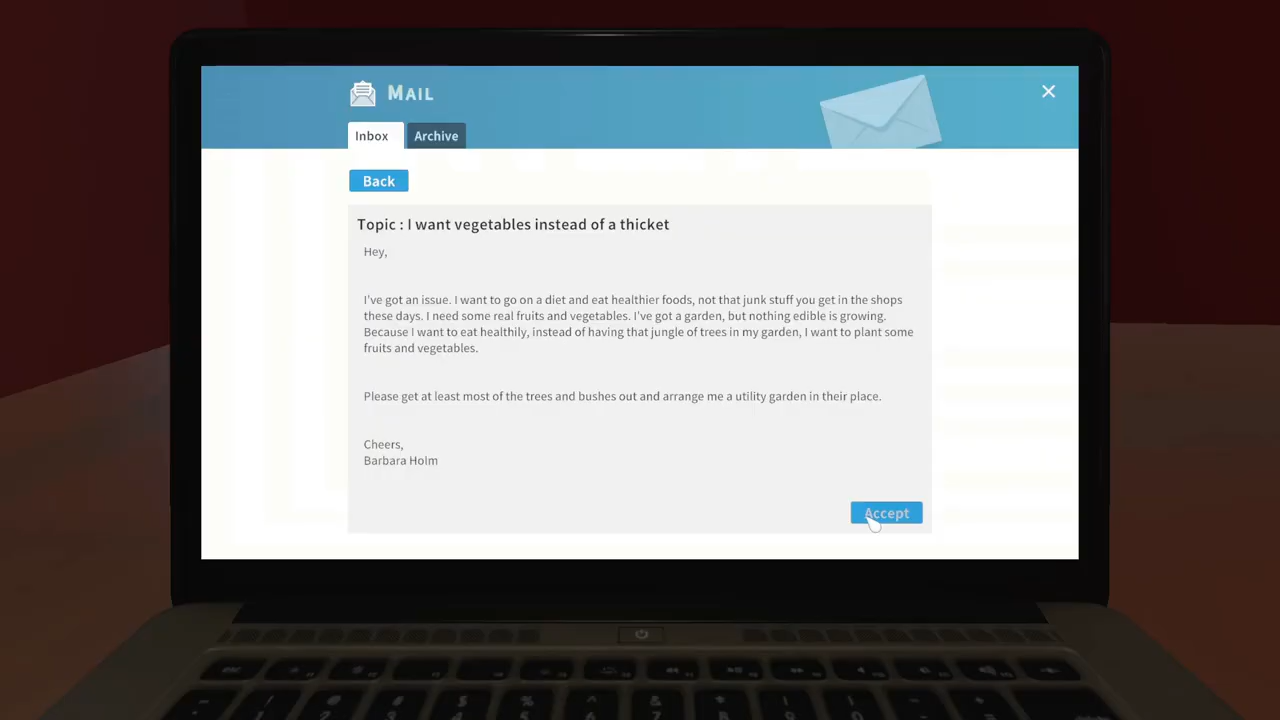 MAIL
Inbox
Archive
Back
Topic : I want vegetables instead of a thicket
Hey,
I've got an issue. I want to go on a diet and eat healthier foods, not that junk stuff you get in the shops
these days. I need some real fruits and vegetables. I've got a garden, but nothing edible is growing.
Because I want to eat healthily, instead of having that jungle of trees in my garden, I want to plant some
fruits and vegetables.
Please get at least most of the trees and bushes out and arrange me a utility garden in their place.
Cheers,
Barbara Holm
Accept